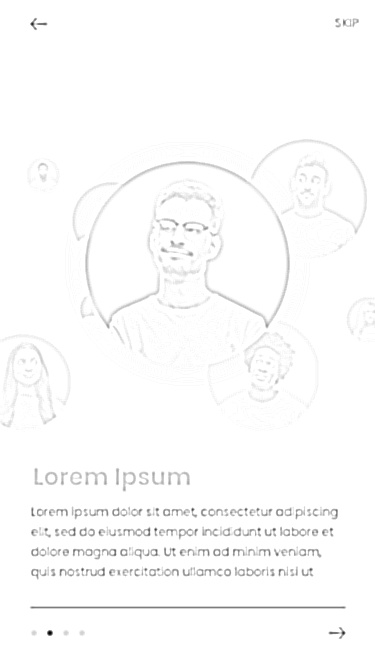 SKIP
Lorem Ipsum
Lorem ipsum dolor sit amet, consectetur adipiscing
elit, sed do eiusmod tempor incididunt ut labore et
dolore magna aliqua. Ut enim ad minim veniam,
quis nostrud exercitation ullamco laboris nisi ut